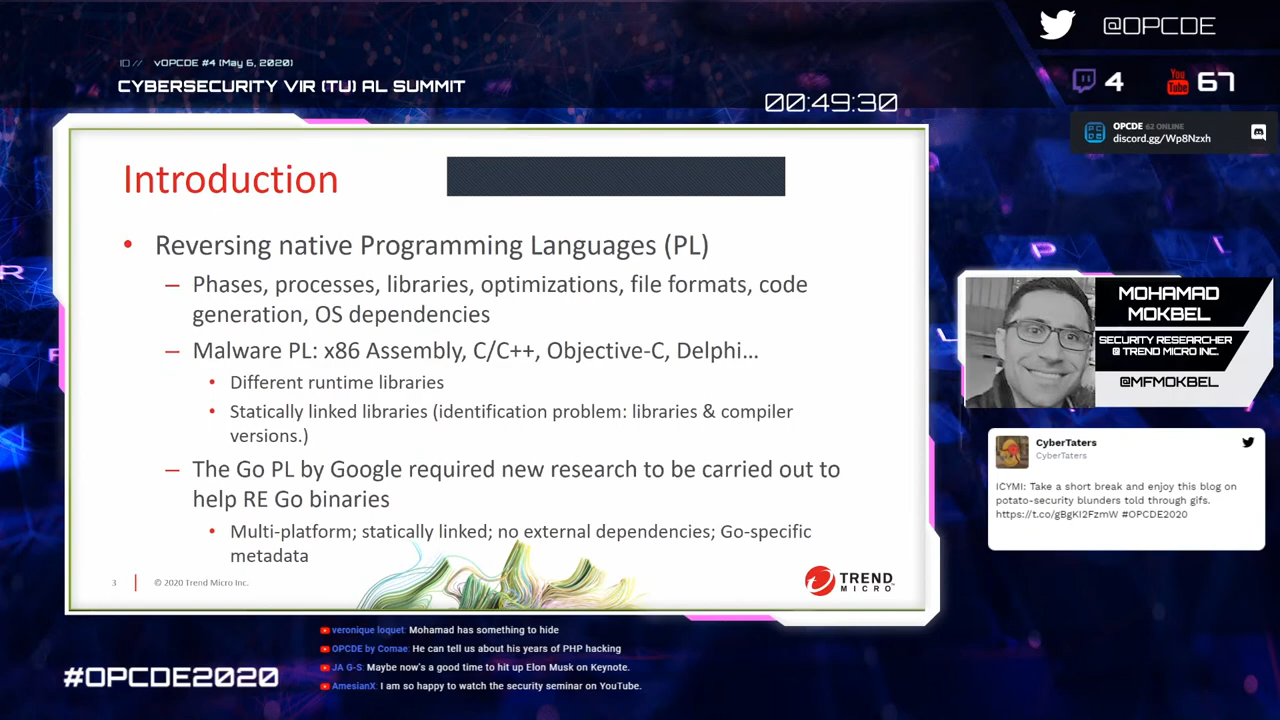 ID // vOPCDE #4 (May 6, 2020)
CYBERSECURITY VIR (TU) AL SUMMIT
00:49:30
@OPCDE
4
You Tube 67
OPCDE 62 ONLINE
discord.gg/Wp8Nzxh
Introduction
• Reversing native Programming Languages (PL)
– Phases, processes, libraries, optimizations, file formats, code
generation, OS dependencies
– Malware PL: x86 Assembly, C/C++, Objective-C, Delphi…
• Different runtime libraries
• Statically linked libraries (identification problem: libraries & compiler
versions.)
– The Go PL by Google required new research to be carried out to
help RE Go binaries
• Multi-platform; statically linked; no external dependencies; Go-specific
metadata
3
© 2020 Trend Micro Inc.
TREND
MICRO
MOHAMAD
MOKBEL
SECURITY RESEARCHER
@ TREND MICRO INC.
@MFMOKBEL
CyberTaters
CyberTaters
ICYMI: Take a short break and enjoy this blog on
potato-security blunders told through gifs.
https://t.co/gBgKI2FzmW #OPCDE2020
veronique loquet: Mohamad has something to hide
OPCDE by Comae: He can tell us about his years of PHP hacking
JA G-S: Maybe now's a good time to hit up Elon Musk on Keynote.
AmesianX: I am so happy to watch the security seminar on YouTube.
#OPCDE2020